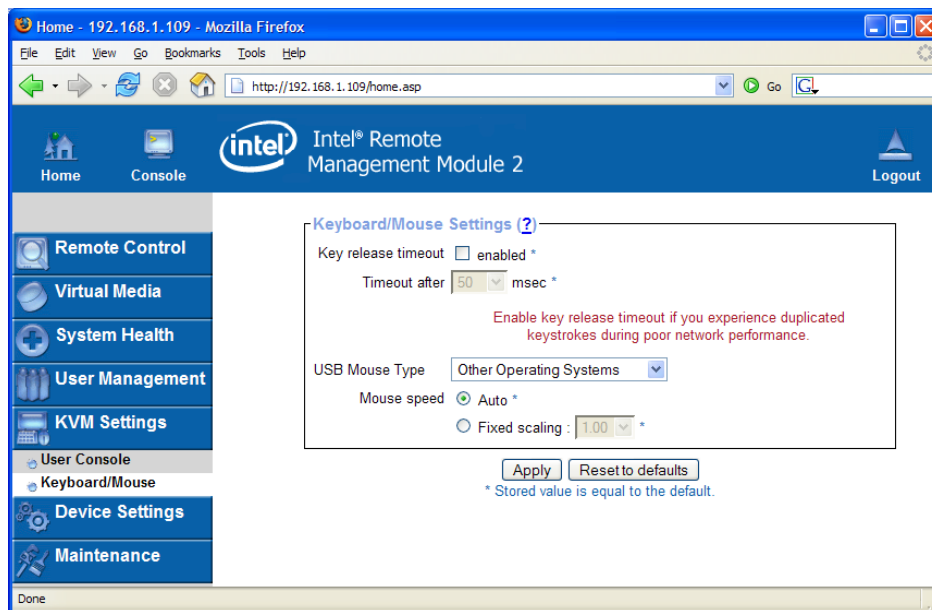 Home - 192.168.1.109 - Mozilla Firefox
File Edit View Go Bookmarks Tools Help
http://192.168.1.109/home.asp Go G
Home Console
intel®
Intel® Remote
Management Module 2
Logout
Remote Control
Virtual Media
System Health
User Management
KVM Settings
User Console
Keyboard/Mouse
Device Settings
Maintenance
Keyboard/Mouse Settings (?)
Key release timeout enabled *
Timeout after 50 msec *
Enable key release timeout if you experience duplicated
keystrokes during poor network performance.
USB Mouse Type Other Operating Systems
Mouse speed Auto *
Fixed scaling : 1.00 *
Apply Reset to defaults
* Stored value is equal to the default.
Done